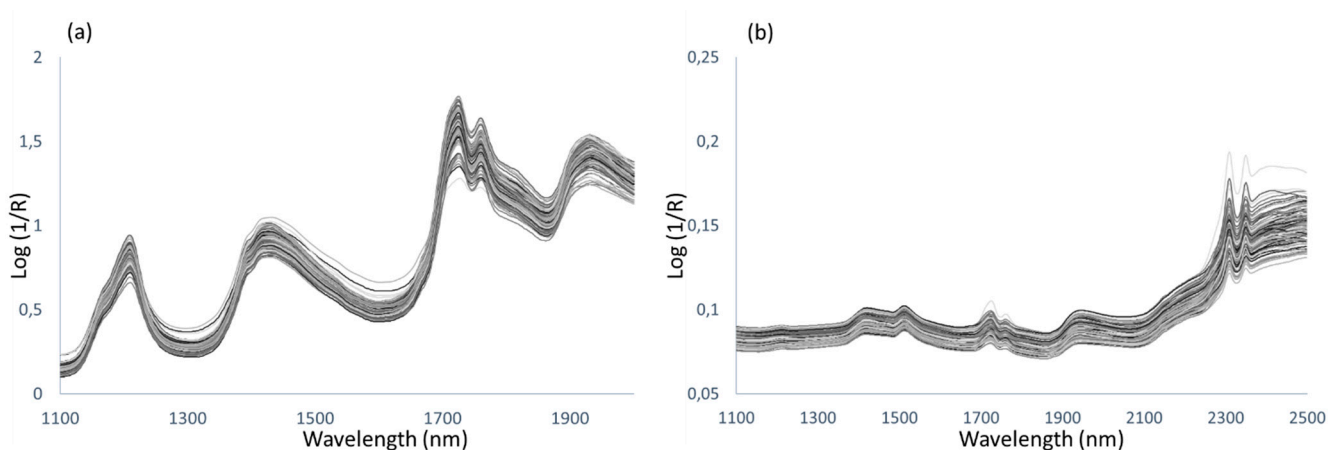 (a)
2
1,5
1
0,5
0
Log (1/R)
1100 1300 1500 1700 1900
Wavelength (nm)
(b)
0,25
0,2
0,15
0,1
0,05
Log (1/R)
1100 1300 1500 1700 1900 2100 2300 2500
Wavelength (nm)